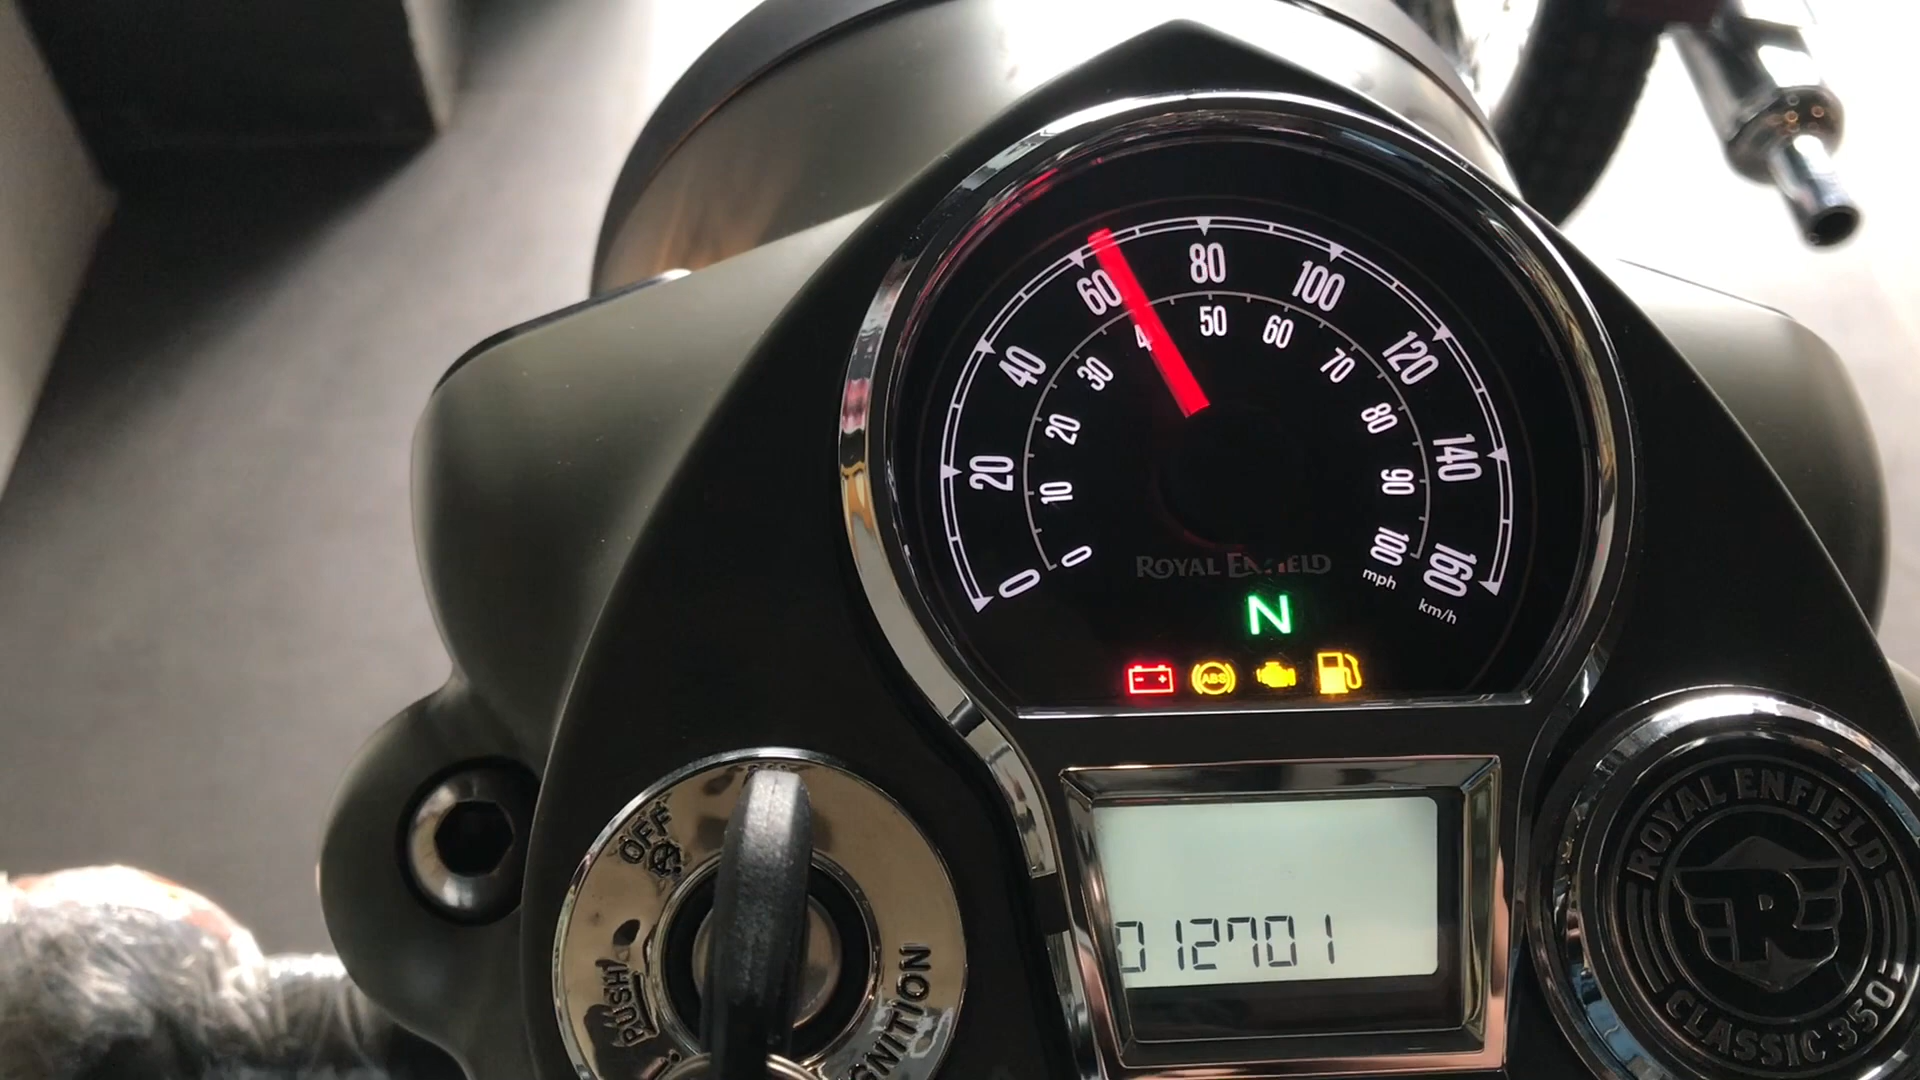 0 20 40 60 80 100 120 140 160
km/h
0 10 20 30 4 50 60 70 80 90 100
mph
ROYAL ENFIELD
N
ABS
OFF
PUSH
IGNITION
012701
ROYAL ENFIELD
R
CLASSIC 350